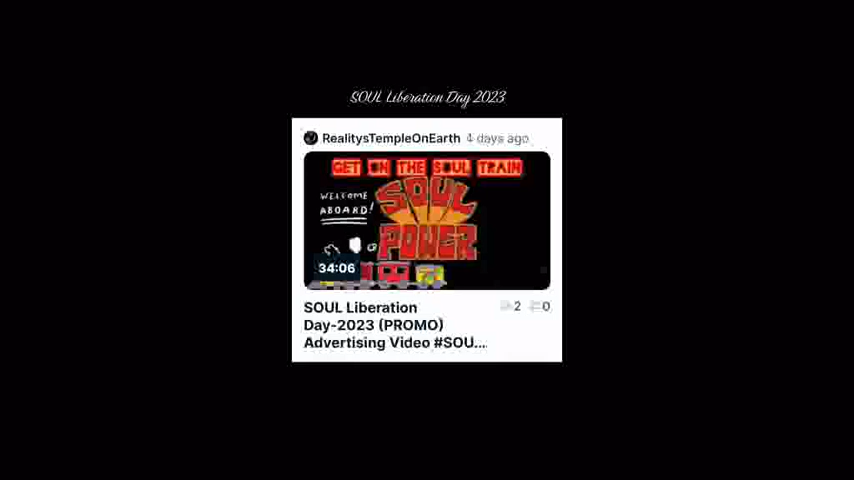 SOUL Liberation Day 2023
RealitysTempleOnEarth 4 days ago
GET ON THE SOUL TRAIN
WELCOME
ABOARD!
SOUL
POWER
34:06
SOUL Liberation
Day-2023 (PROMO)
Advertising Video #SOU...
2 0